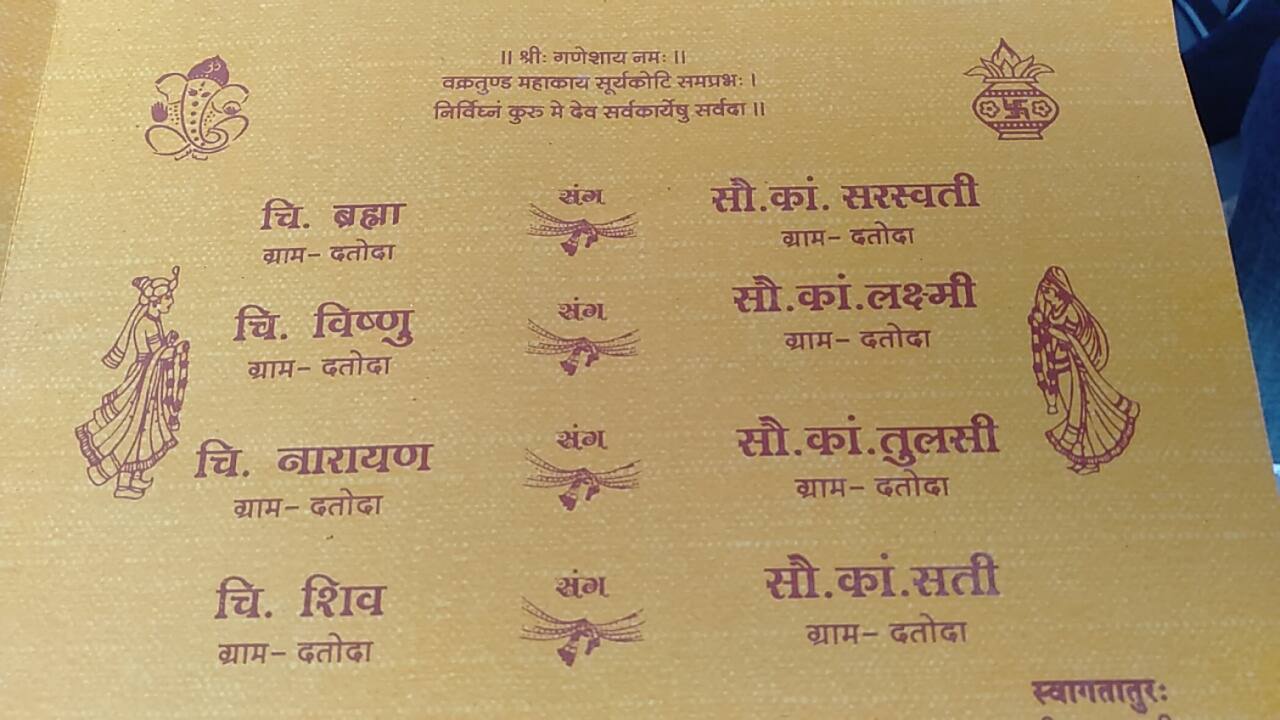 ॥ श्रीः गणेशाय नमः ॥
वक्रतुण्ड महाकाय सूर्यकोटि समप्रभः ।
निर्विघ्नं कुरु मे देव सर्वकार्येषु सर्वदा ॥
चि. ब्रह्मा संग सौ.कां. सरस्वती
ग्राम- दतोदा ग्राम- दतोदा
चि. विष्णु संग सौ.कां.लक्ष्मी
ग्राम- दतोदा ग्राम- दतोदा
चि. नारायण संग सौ.कां.तुलसी
ग्राम- दतोदा ग्राम- दतोदा
चि. शिव संग सौ.कां.सती
ग्राम- दतोदा ग्राम- दतोदा
स्वागतातुरः